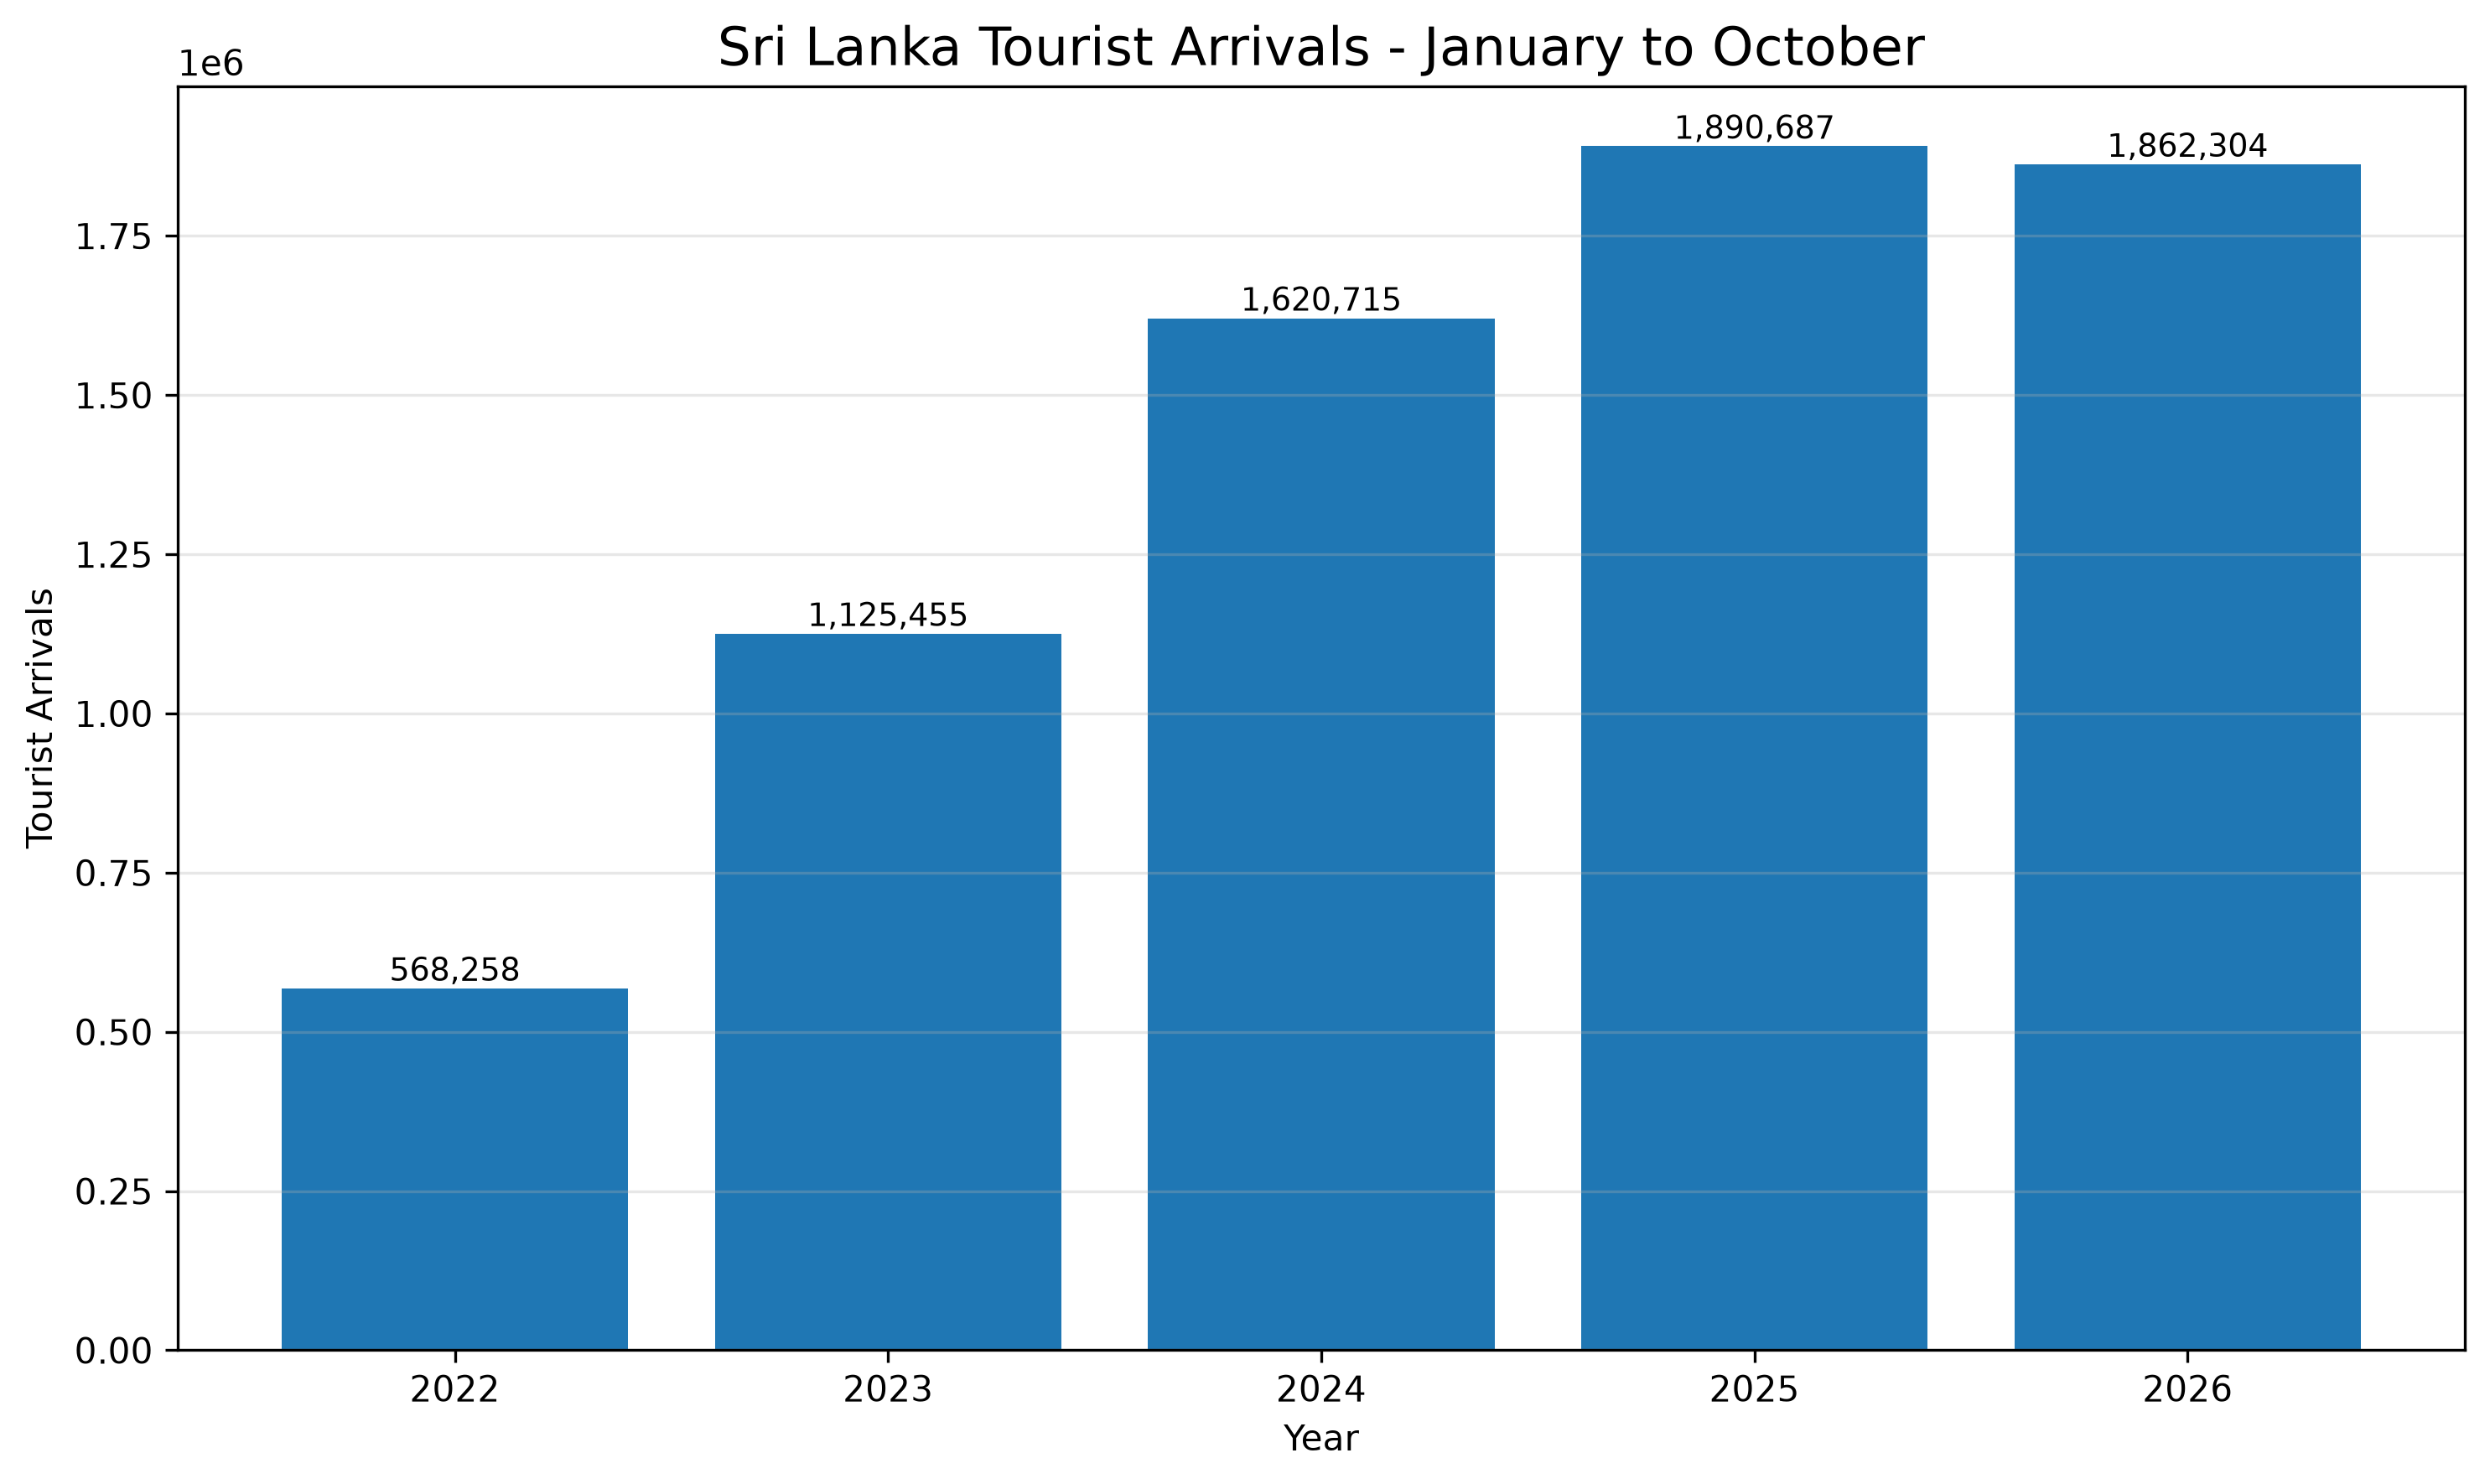 Sri Lanka Tourist Arrivals - January to October
1e6
1,890,687
1,862,304
1.75
1,620,715
1.50
1.25
1,125,455
1.00
Tourist Arrivals
0.75
568,258
0.50
0.25
0.00
2022 2023 2024 2025 2026
Year